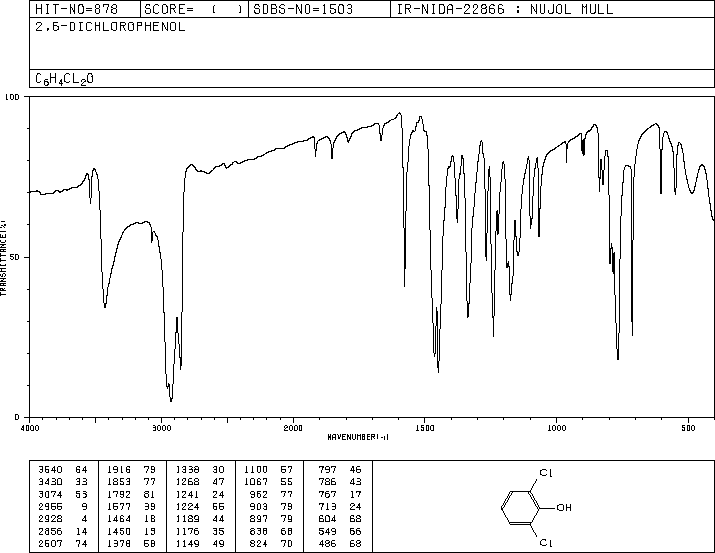 HIT-NO=878 SCORE= ( ) SDBS-NO=1503 IR-NIDA-22866 : NUJOL MULL
2,6-DICHLOROPHENOL
C6H4CL2O
100
50
0
TRANSMITTANCE(%)
4000 3000 2000 1500 1000 500
WAVENUMBER(-1)
3540 64 1916 79 1338 30 1100 57 797 46
3430 33 1853 77 1268 47 1067 55 786 43
3074 53 1792 81 1241 24 962 77 767 17
2955 9 1577 39 1224 55 903 79 713 24
2928 4 1464 18 1189 44 897 79 604 68
2856 14 1450 13 1176 35 838 68 549 66
2607 74 1378 58 1149 49 824 70 486 68
Cl
OH
Cl